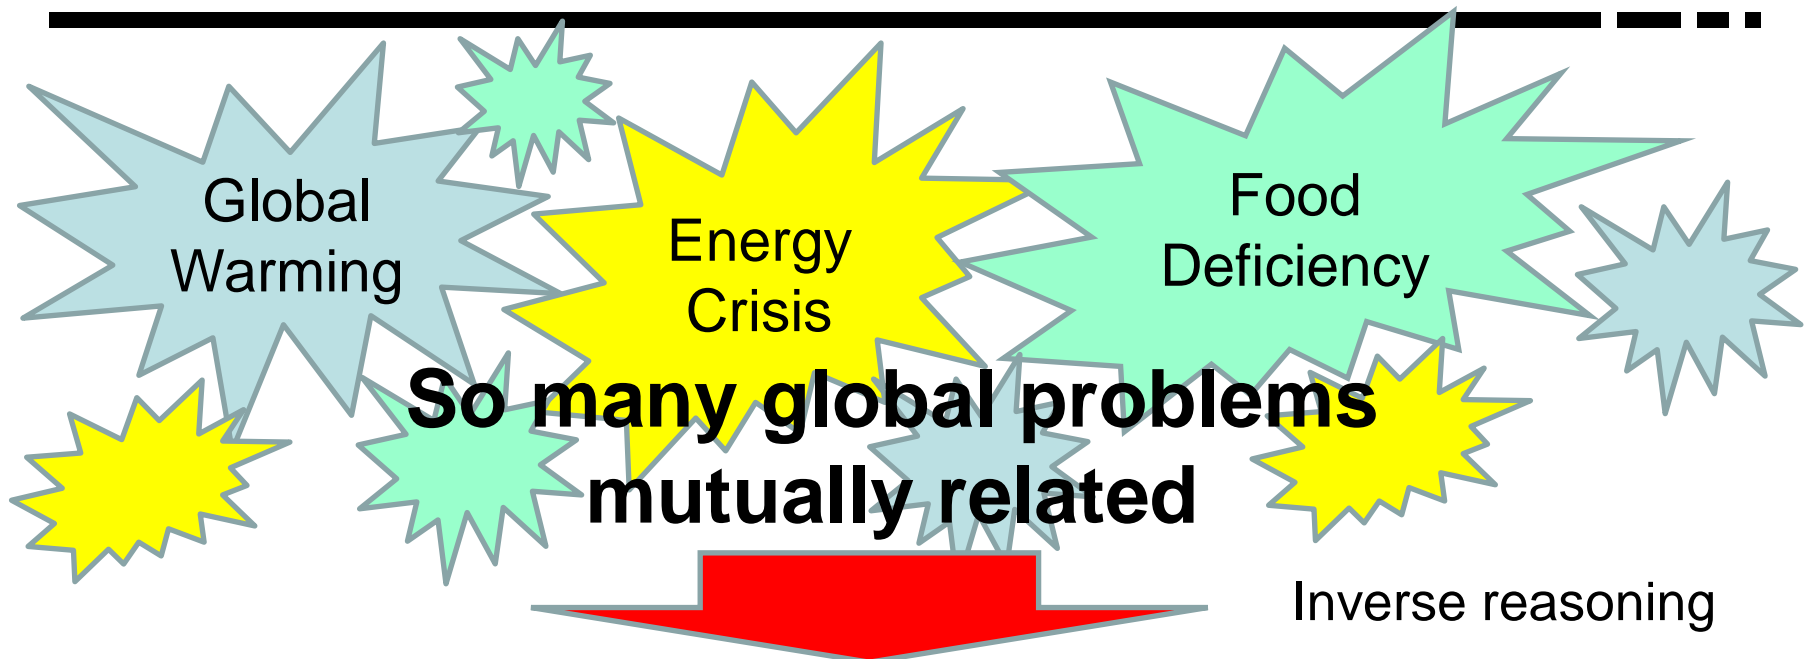 Global
Warming
Energy
Crisis
Food
Deficiency
So many global problems
mutually related
Inverse reasoning